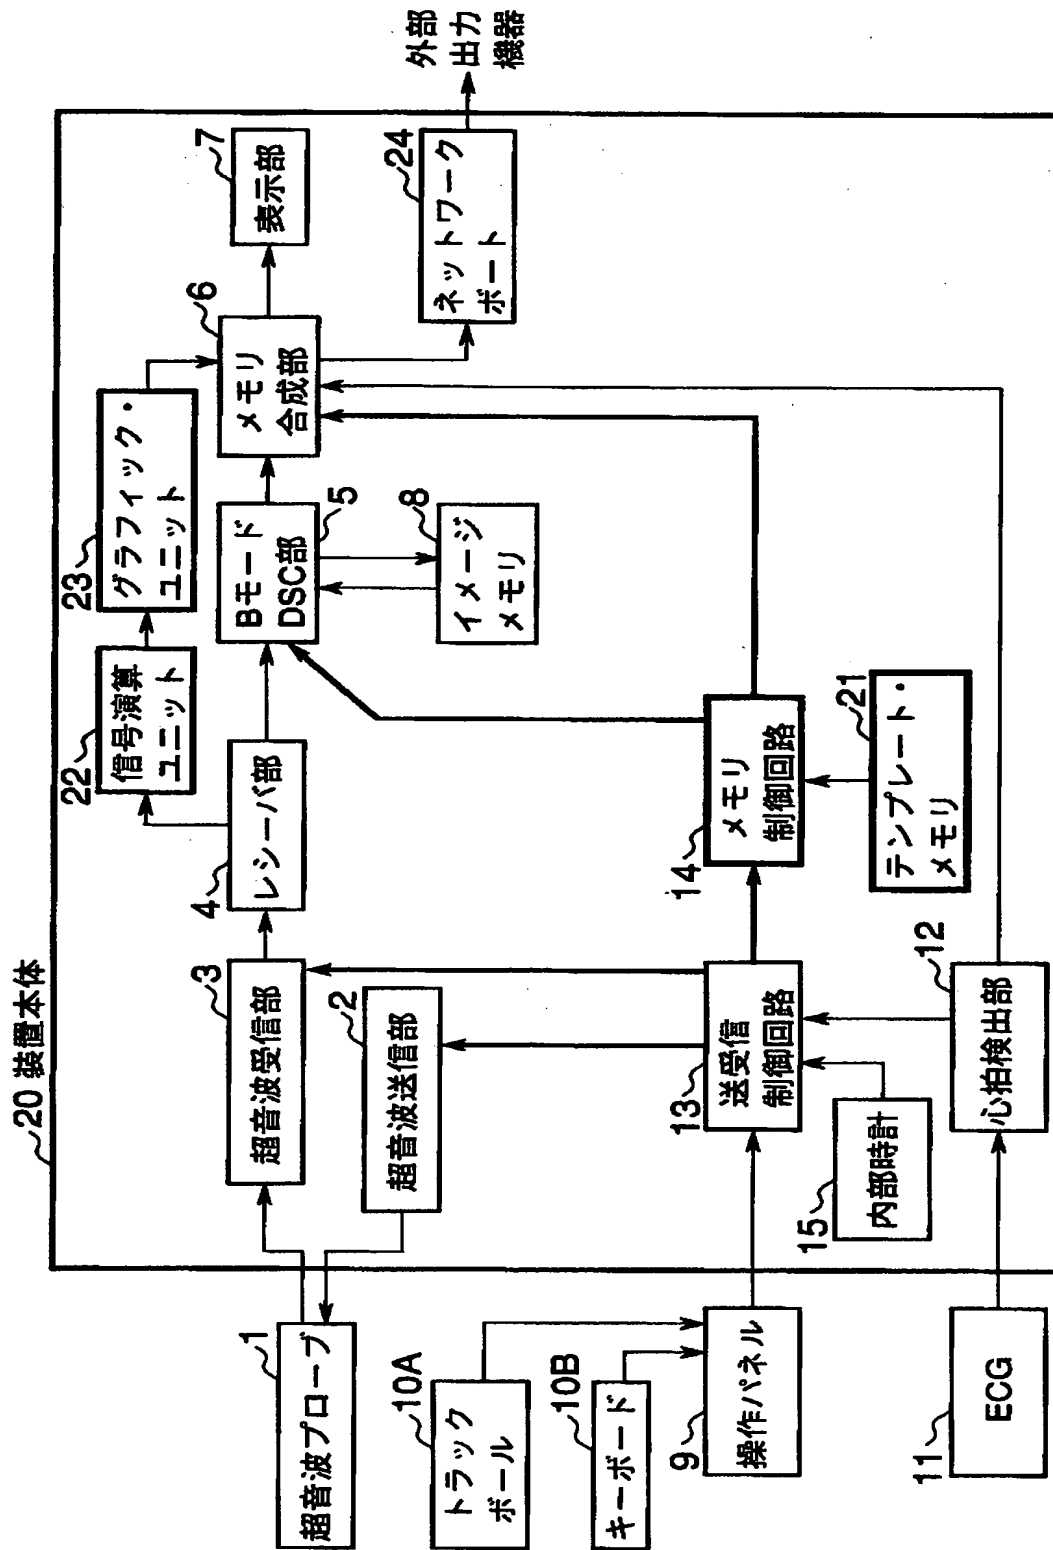 20 装置本体
1
超音波プローブ
3
超音波受信部
2
超音波送信部
4
レシーバ部
22
信号演算
ユニット
23
グラフィック・
ユニット
5
Bモード
DSC部
8
イメージ
メモリ
6
メモリ
合成部
7
表示部
24
ネットワーク
ボード
外部
出力
機器
10A
トラック
ボール
10B
キーボード
9
操作パネル
13
送受信
制御回路
14
メモリ
制御回路
21
テンプレート・
メモリ
15
内部時計
12
心拍検出部
11
ECG